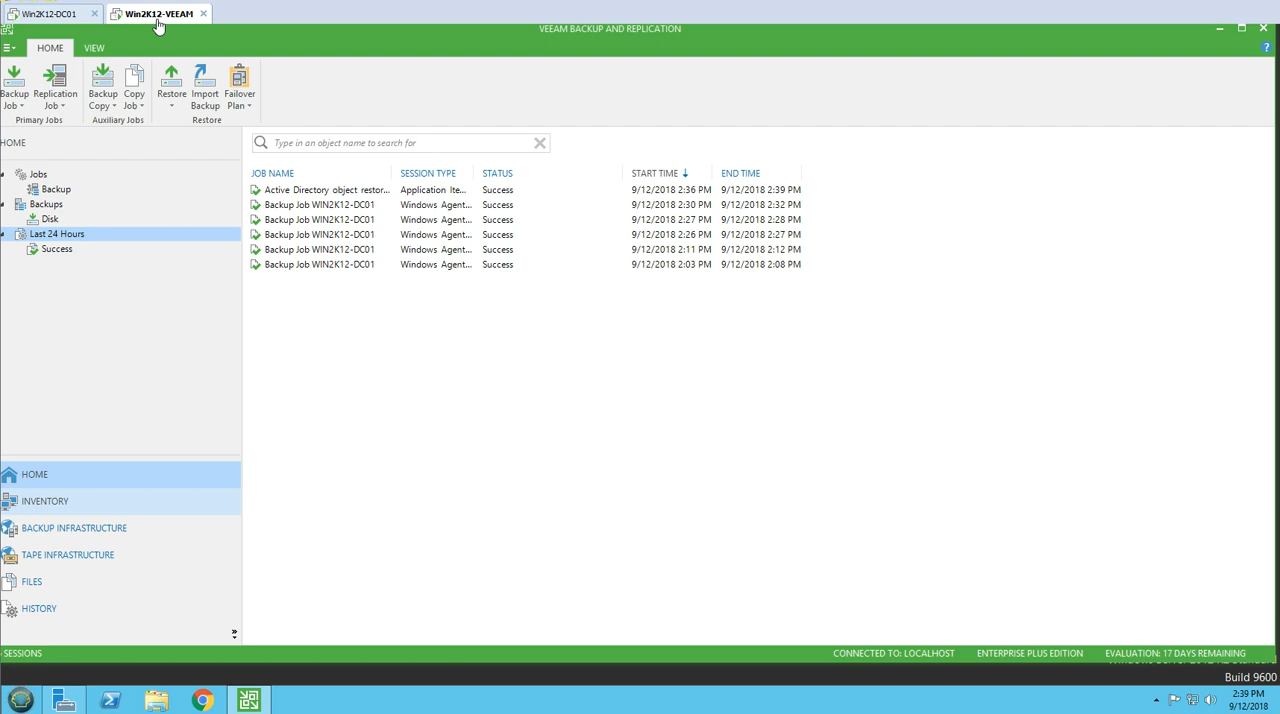 Win2K12-DC01
Win2K12-VEEAM
VEEAM BACKUP AND REPLICATION
HOME
VIEW
Backup Job
Replication Job
Backup Copy
Copy Job
Restore
Import Backup
Failover Plan
Primary Jobs
Auxiliary Jobs
Restore
HOME
Type in an object name to search for
Jobs
Backup
Backups
Disk
Last 24 Hours
Success
JOB NAME SESSION TYPE STATUS START TIME END TIME
Active Directory object restor... Application Ite... Success 9/12/2018 2:36 PM 9/12/2018 2:39 PM
Backup Job WIN2K12-DC01 Windows Agent... Success 9/12/2018 2:30 PM 9/12/2018 2:32 PM
Backup Job WIN2K12-DC01 Windows Agent... Success 9/12/2018 2:27 PM 9/12/2018 2:28 PM
Backup Job WIN2K12-DC01 Windows Agent... Success 9/12/2018 2:26 PM 9/12/2018 2:27 PM
Backup Job WIN2K12-DC01 Windows Agent... Success 9/12/2018 2:11 PM 9/12/2018 2:12 PM
Backup Job WIN2K12-DC01 Windows Agent... Success 9/12/2018 2:03 PM 9/12/2018 2:08 PM
HOME
INVENTORY
BACKUP INFRASTRUCTURE
TAPE INFRASTRUCTURE
FILES
HISTORY
SESSIONS
CONNECTED TO: LOCALHOST
ENTERPRISE PLUS EDITION
EVALUATION: 17 DAYS REMAINING
Build 9600
2:39 PM
9/12/2018